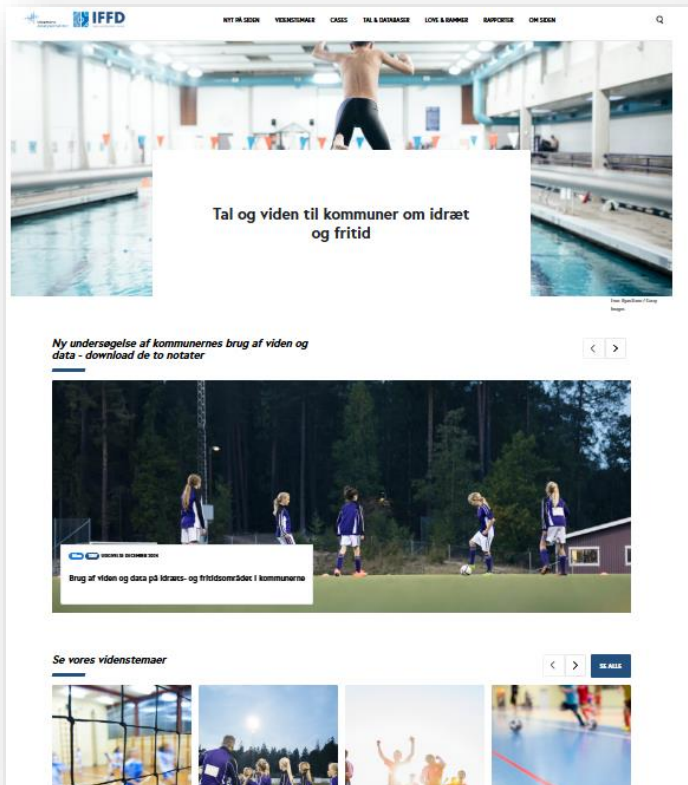 IFFD
NYT PÅ SIDEN VIDENSTEMAER CASES TAL & DATABASER LOVE & RAMMER RAPPORTER OM SIDEN
Tal og viden til kommuner om idræt
og fritid
Ny undersøgelse af kommunernes brug af viden og
data - download de to notater
Brug af viden og data på idræts- og fritidsområdet i kommunerne
Se vores videnstemaer
SE ALLE